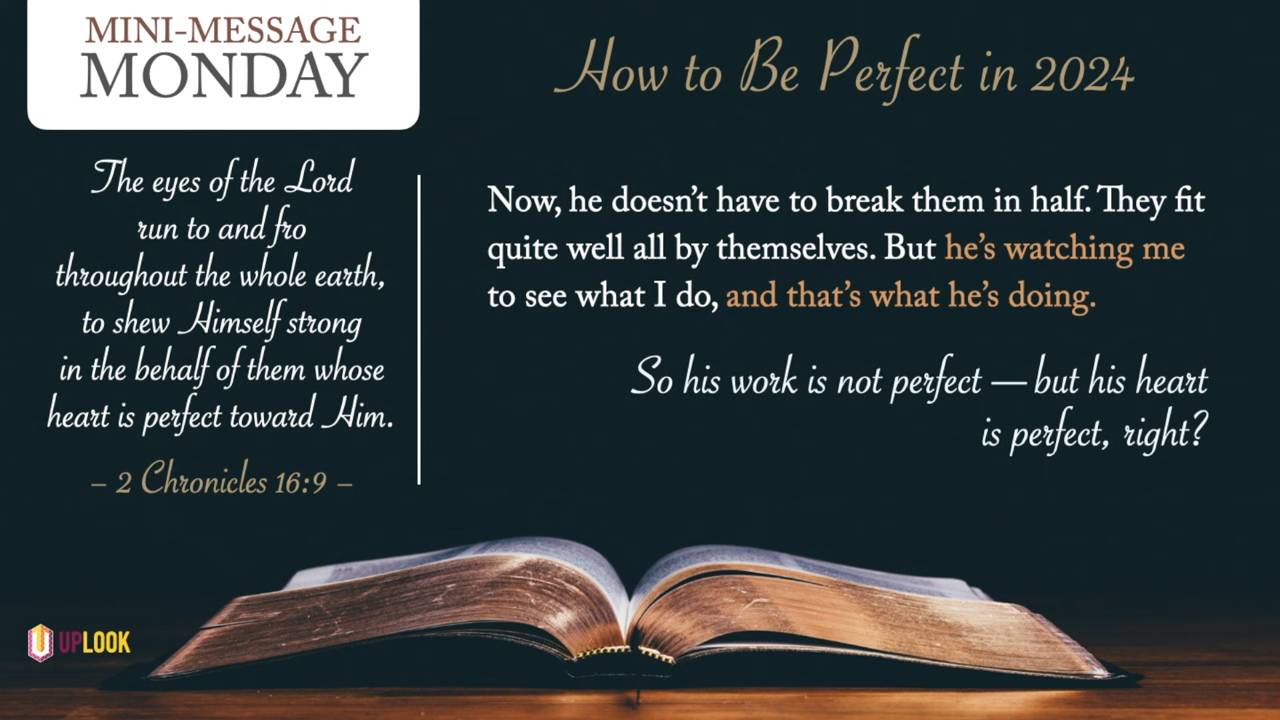 MINI-MESSAGE
MONDAY
How to Be Perfect in 2024
The eyes of the Lord
run to and fro
throughout the whole earth,
to shew Himself strong
in the behalf of them whose
heart is perfect toward Him.
– 2 Chronicles 16:9 –
Now, he doesn’t have to break them in half. They fit
quite well all by themselves. But he’s watching me
to see what I do, and that’s what he’s doing.
So his work is not perfect — but his heart
is perfect, right?
UPLOOK